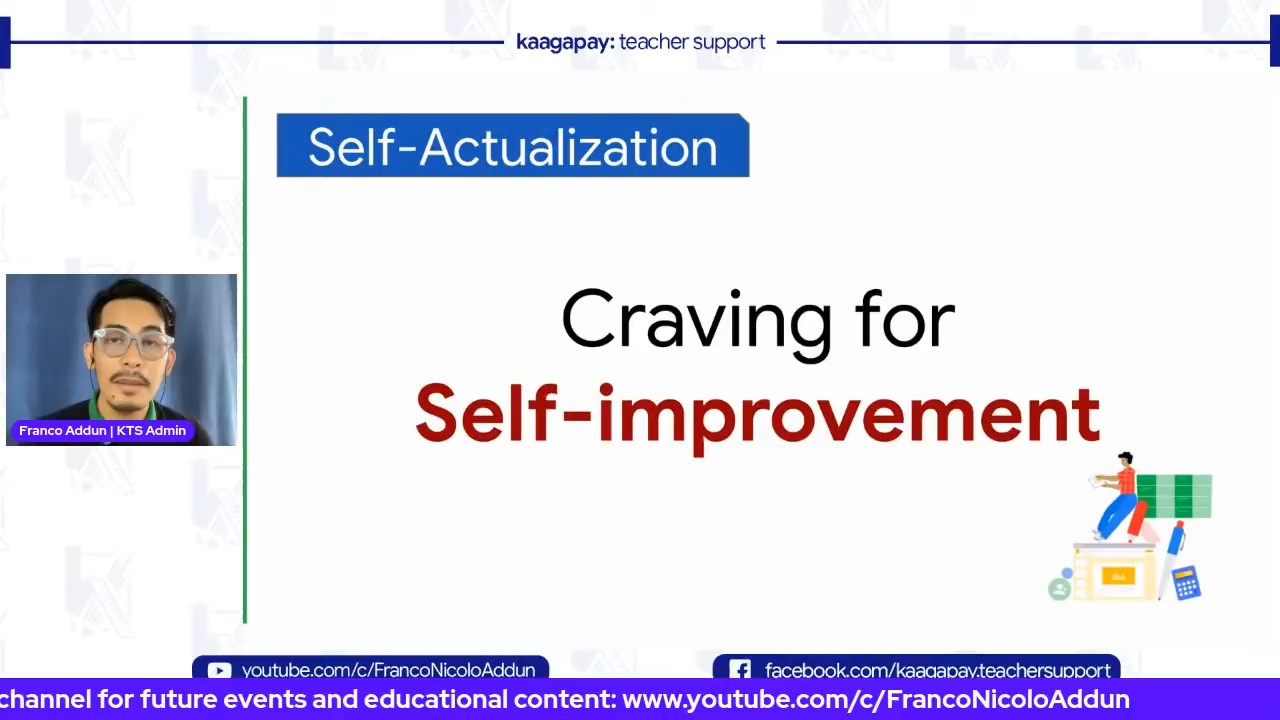 kaagapay: teacher support
Self-Actualization
Craving for
Self-improvement
Franco Addun | KTS Admin
youtube.com/c/FrancoNicoloAddun
facebook.com/kaagapay.teachersupport
channel for future events and educational content: www.youtube.com/c/FrancoNicoloAddun